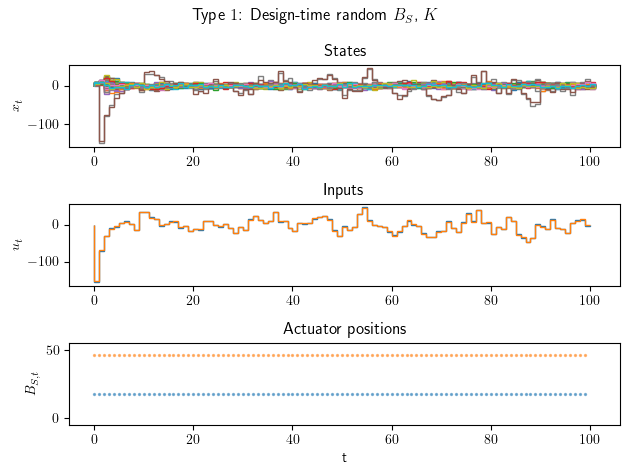 Type 1: Design-time random B_S, K
States
x_t
0
−100
0 20 40 60 80 100
Inputs
u_t
0
−100
0 20 40 60 80 100
Actuator positions
B_{S,t}
50
0
0 20 40 60 80 100
t